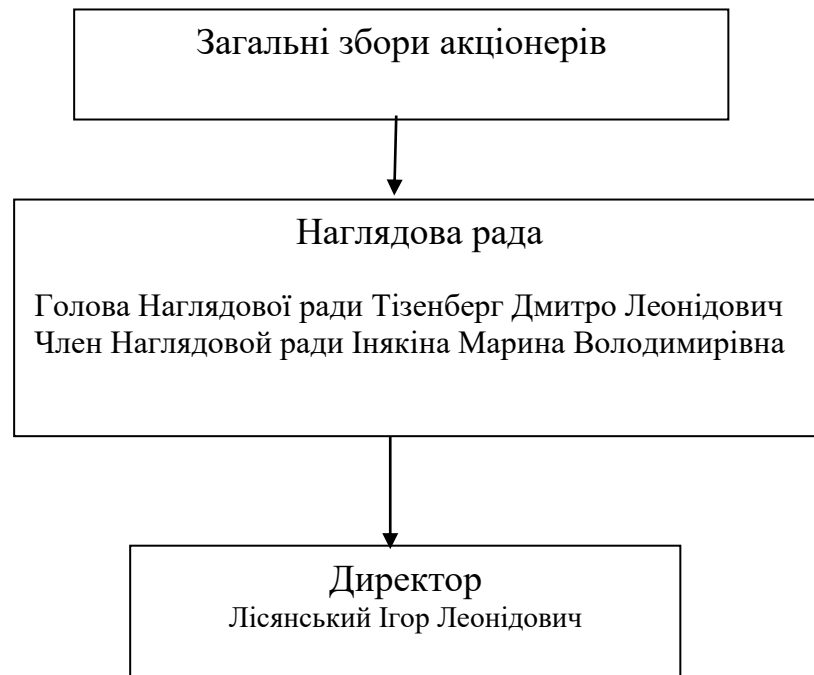 Загальні збори акціонерів
Наглядова рада
Голова Наглядової ради Тізенберг Дмитро Леонідович
Член Наглядовой ради Інякіна Марина Володимирівна
Директор
Лісянський Ігор Леонідович